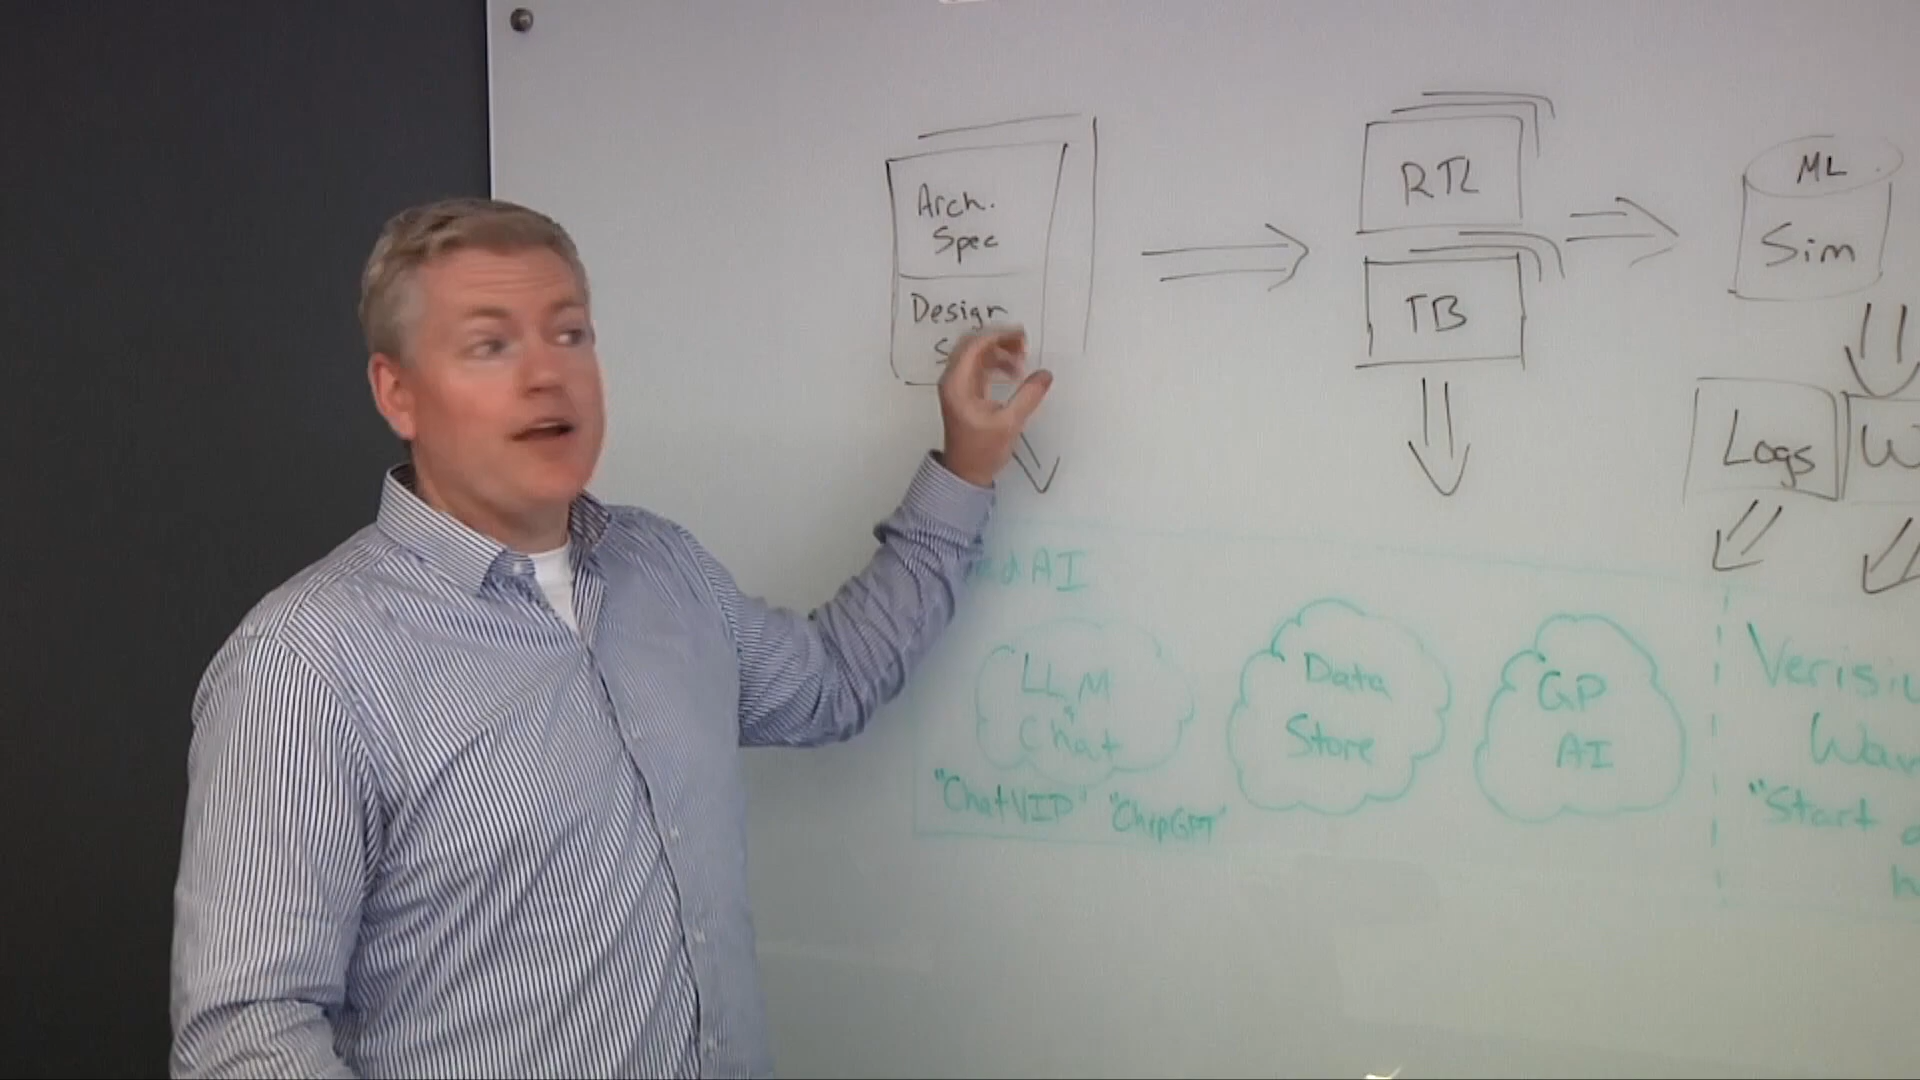 Arch.
Spec
Design
RTL
TB
ML
Sim
Logs
AI
LLM
Chat
"ChatVIP" "ChipGPT"
Data
Store
GP
AI
"Start